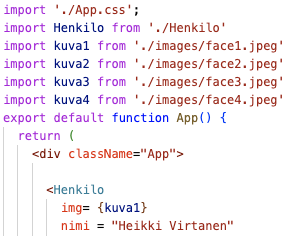 import './App.css';
import Henkilo from './Henkilo'
import kuva1 from './images/face1.jpeg'
import kuva2 from './images/face2.jpeg'
import kuva3 from './images/face3.jpeg'
import kuva4 from './images/face4.jpeg'
export default function App() {
  return (
    <div className="App">

      <Henkilo
        img= {kuva1}
        nimi = "Heikki Virtanen"